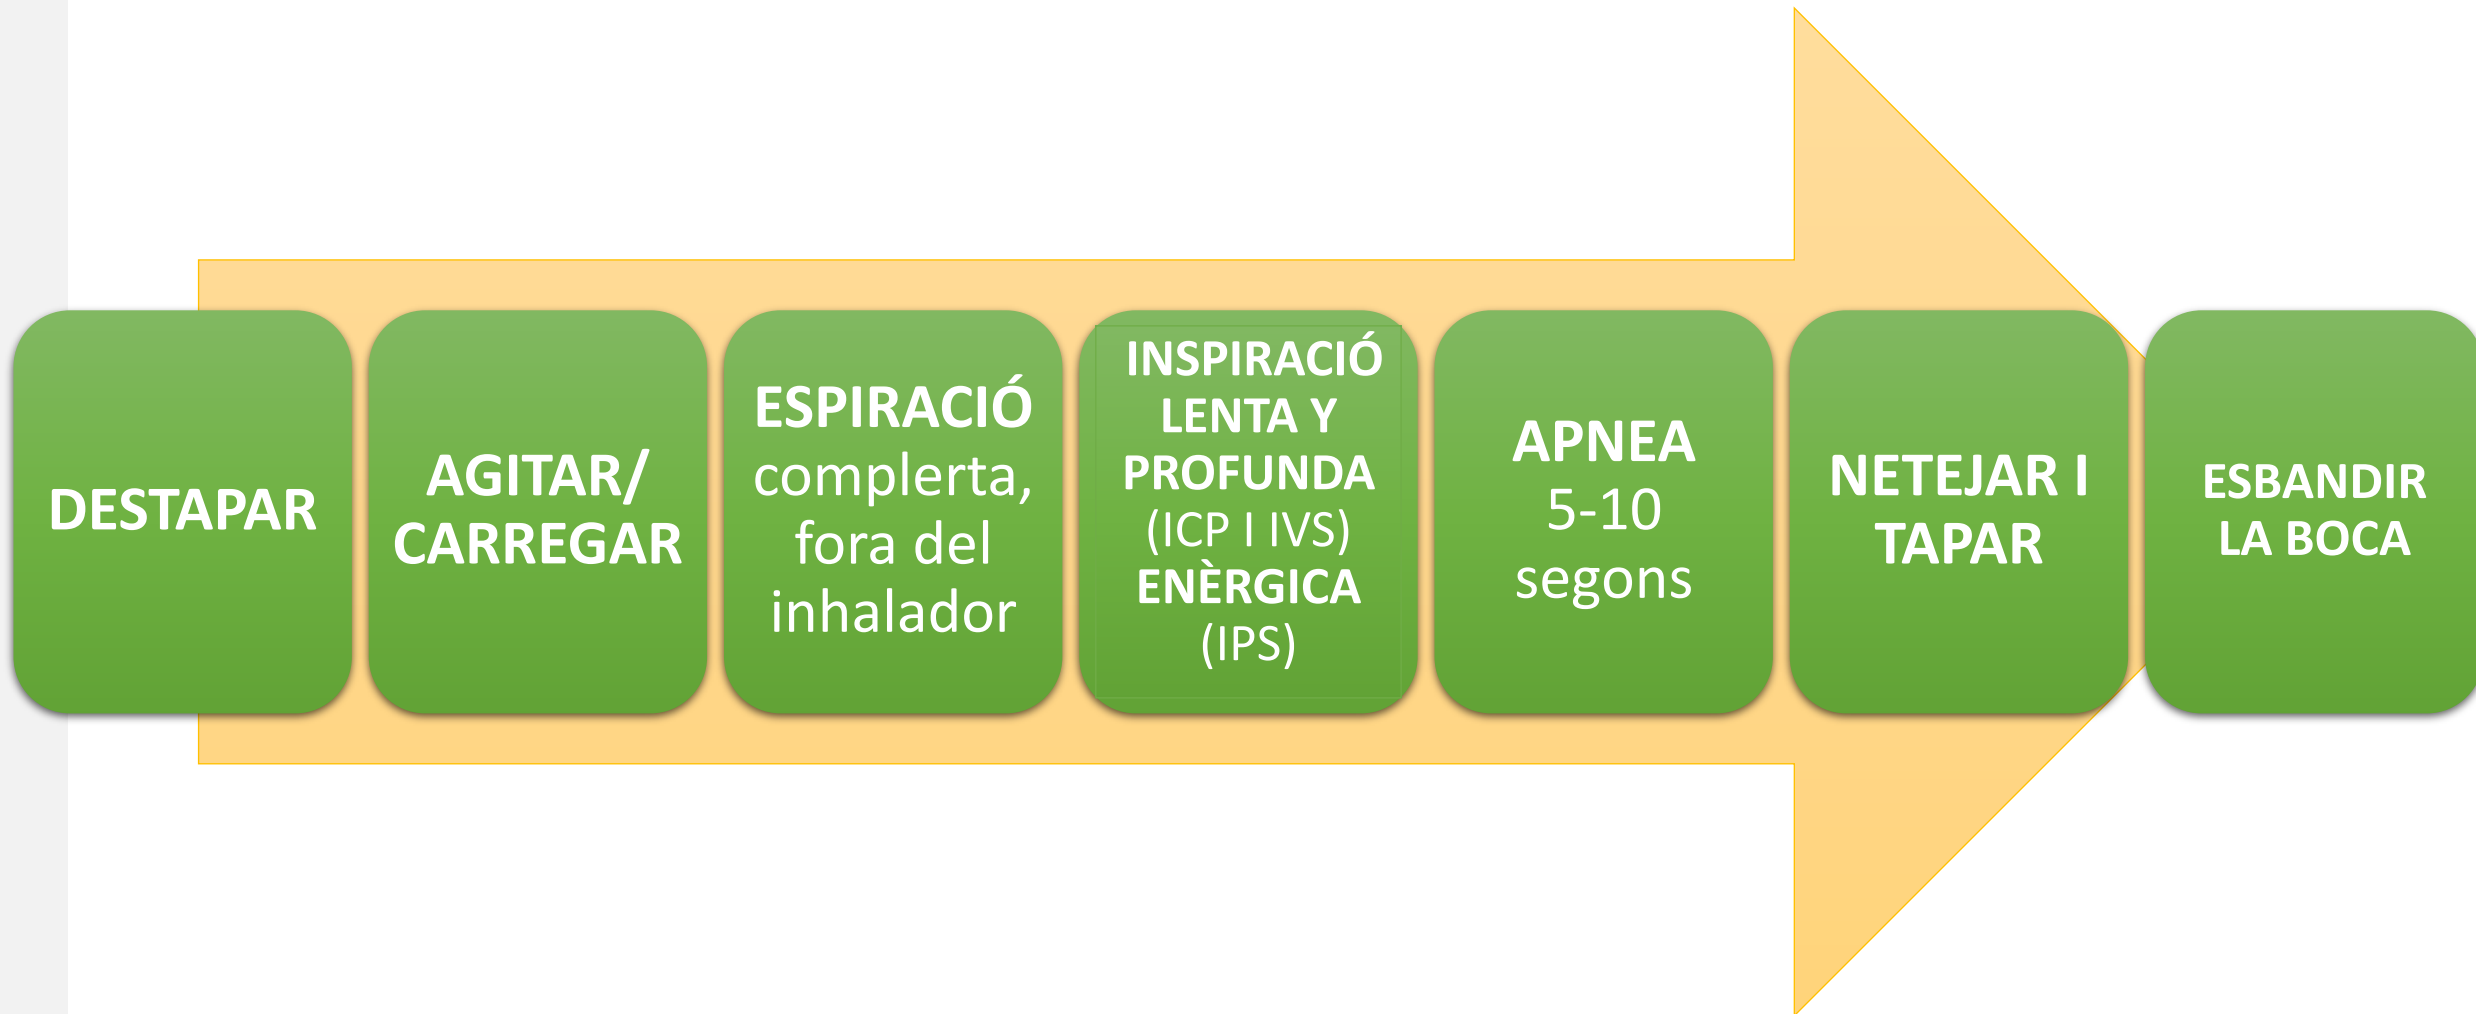 DESTAPAR
AGITAR/
CARREGAR
ESPIRACIÓ
complerta,
fora del
inhalador
INSPIRACIÓ
LENTA Y
PROFUNDA
(ICP I IVS)
ENÈRGICA
(IPS)
APNEA
5-10
segons
NETEJAR I
TAPAR
ESBANDIR
LA BOCA